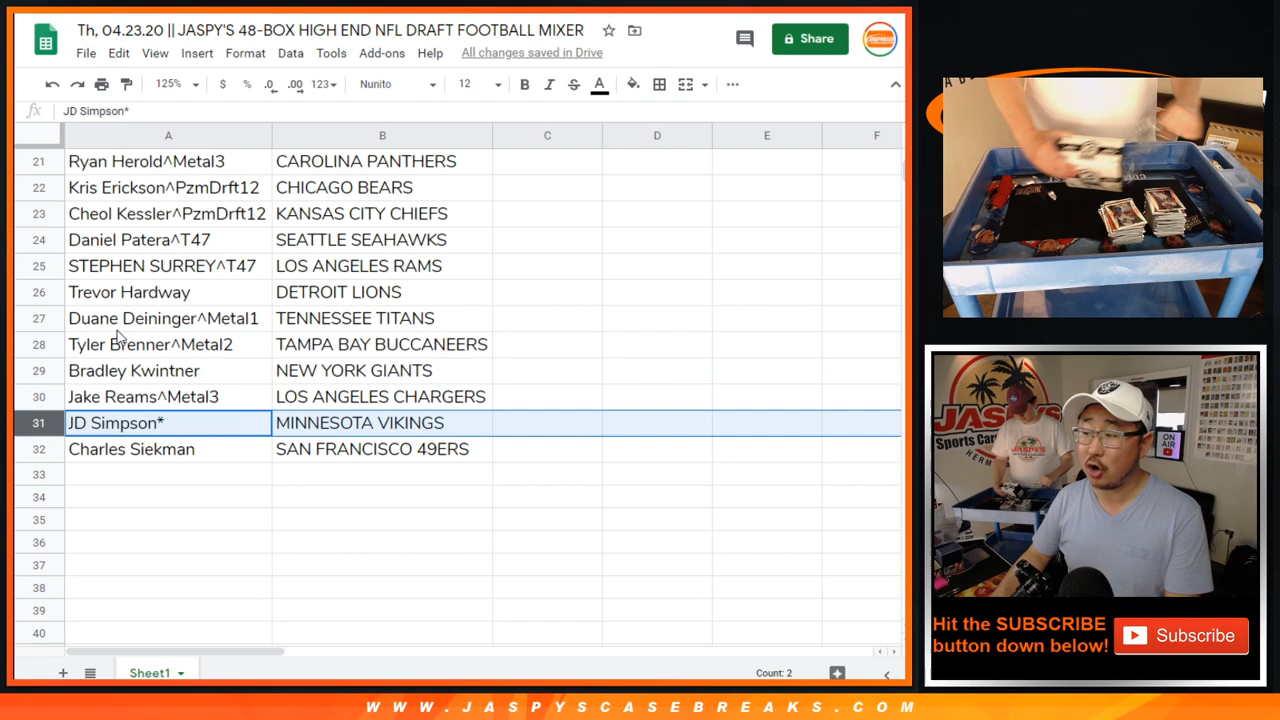 Th, 04.23.20 || JASPY'S 48-BOX HIGH END NFL DRAFT FOOTBALL MIXER
File Edit View Insert Format Data Tools Add-ons Help All changes saved in Drive
Share
125% $ % .0 .00 123 Nunito 12 B I S A
fx JD Simpson*
A B C D E F
21 Ryan Herold^Metal3 CAROLINA PANTHERS
22 Kris Erickson^PzmDrft12 CHICAGO BEARS
23 Cheol Kessler^PzmDrft12 KANSAS CITY CHIEFS
24 Daniel Patera^T47 SEATTLE SEAHAWKS
25 STEPHEN SURREY^T47 LOS ANGELES RAMS
26 Trevor Hardway DETROIT LIONS
27 Duane Deininger^Metal1 TENNESSEE TITANS
28 Tyler Brenner^Metal2 TAMPA BAY BUCCANEERS
29 Bradley Kwintner NEW YORK GIANTS
30 Jake Reams^Metal3 LOS ANGELES CHARGERS
31 JD Simpson* MINNESOTA VIKINGS
32 Charles Siekman SAN FRANCISCO 49ERS
33
34
35
36
37
38
39
40
Sheet1 Count: 2
JASPY'S
Sports Car
HERM
ON AIR
Hit the SUBSCRIBE
button down below!
Subscribe
WWW.JASPYSCASEBREAKS.COM